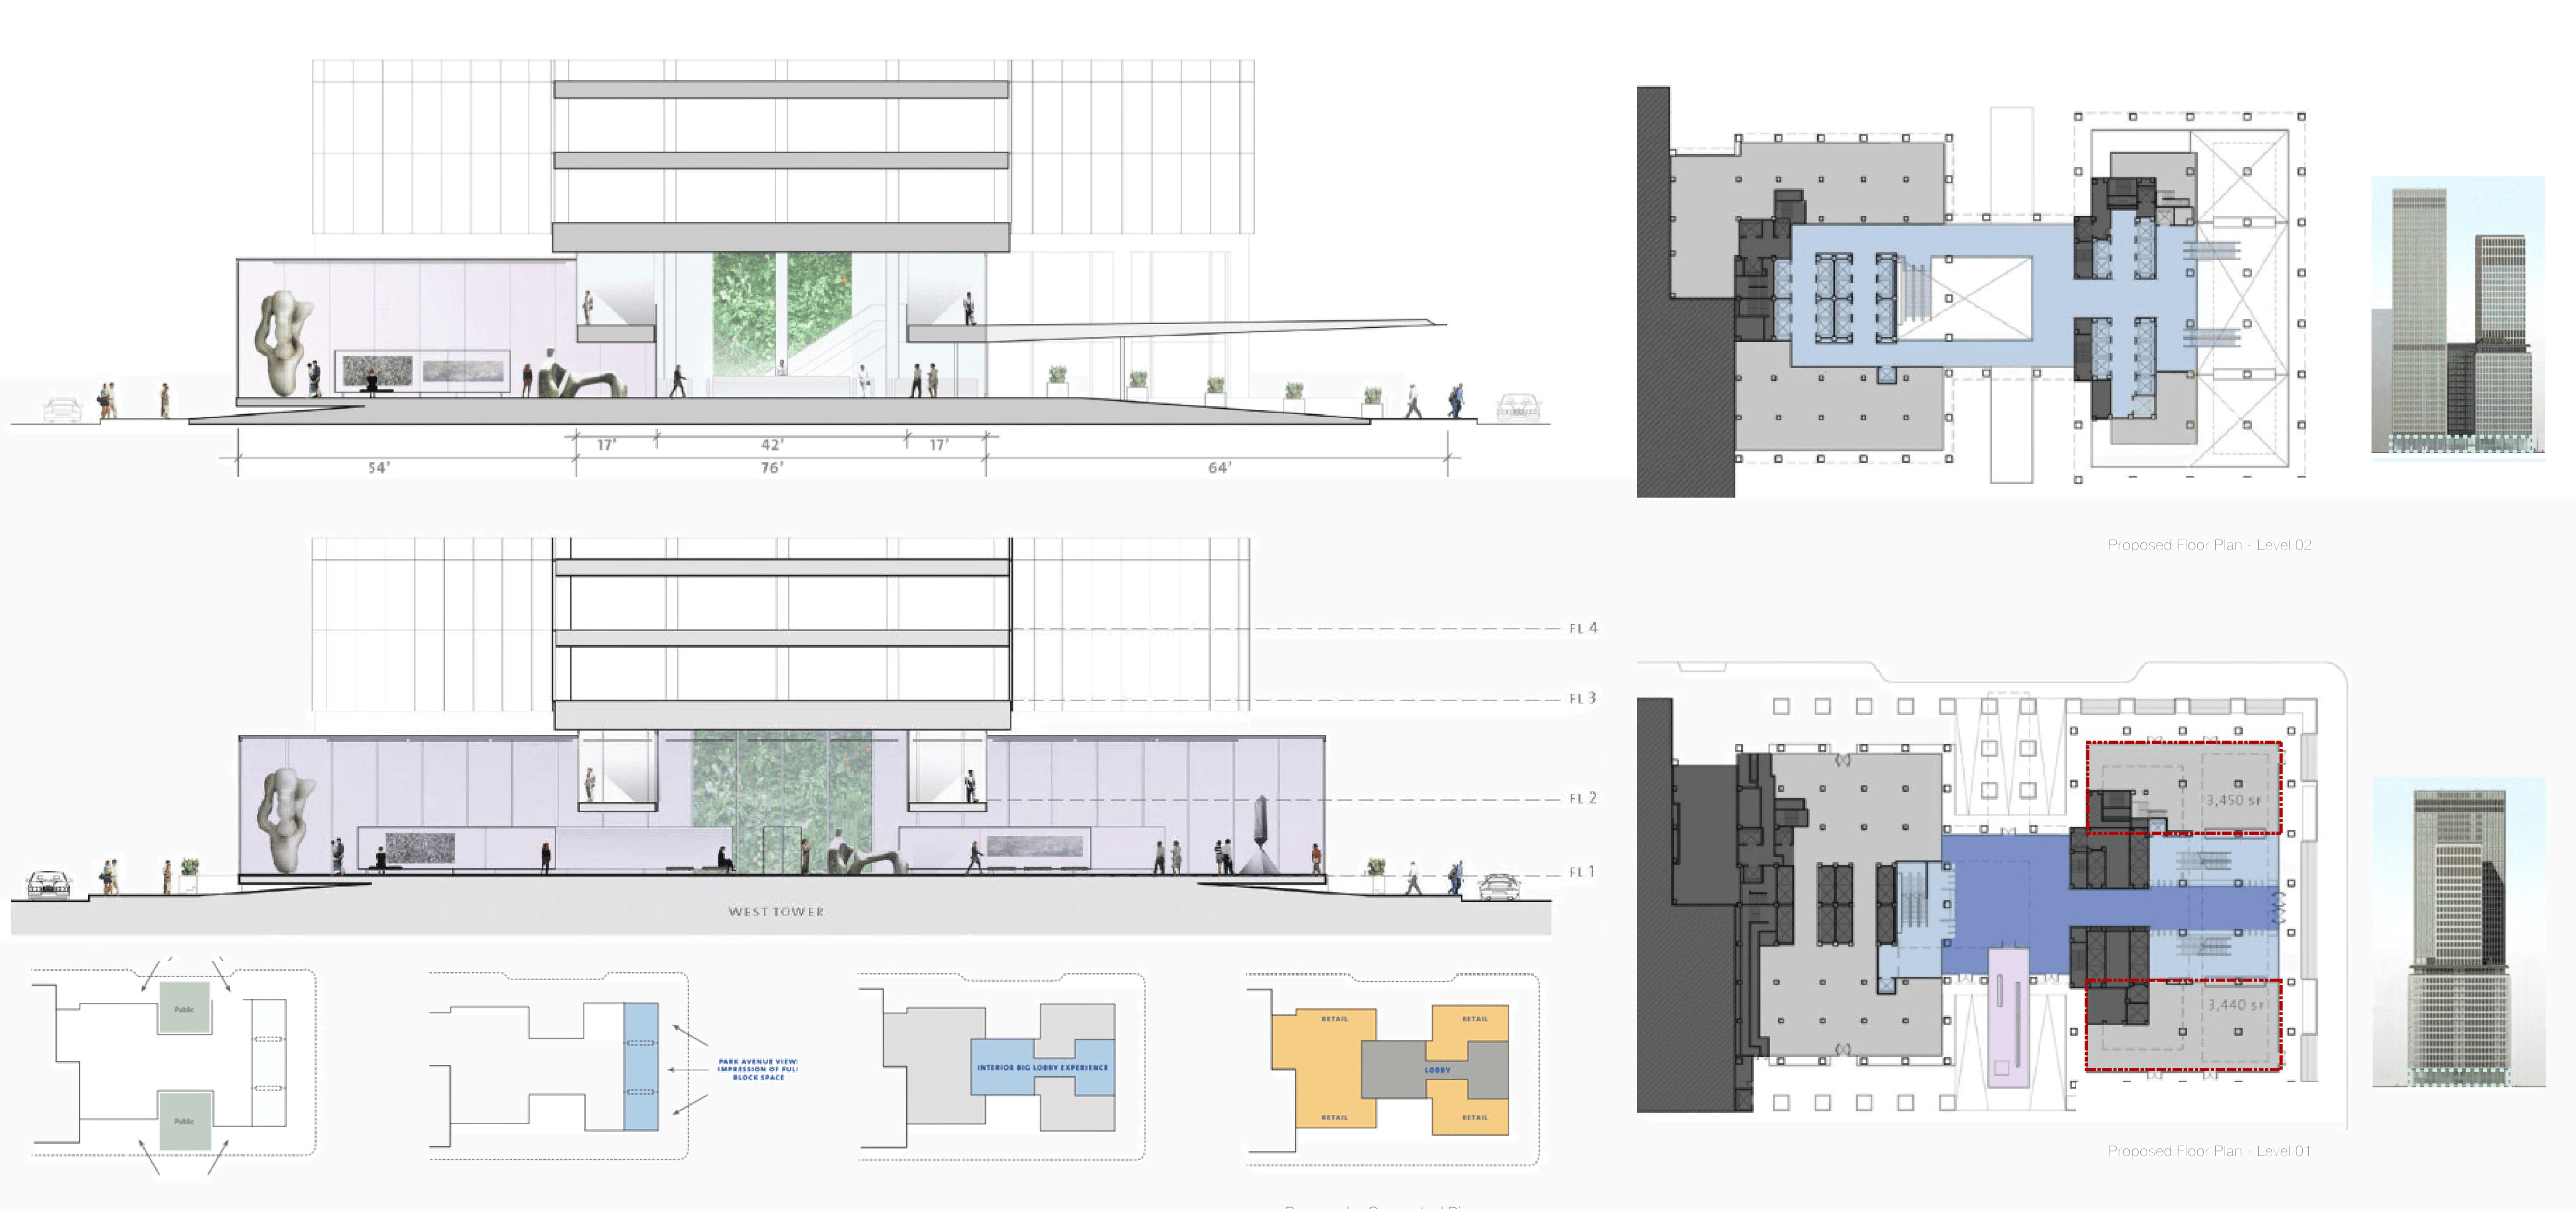 17'
42'
17'
54'
76'
64'
Proposed Floor Plan - Level 02
FL 4
FL 3
FL 2
FL 1
WEST TOWER
3,450 SF
3,440 SF
Proposed Floor Plan - Level 01
Public
Public
PARK AVENUE VIEW:
IMPRESSION OF FULL
BLOCK SPACE
INTERIOR BIG LOBBY EXPERIENCE
RETAIL
RETAIL
LOBBY
RETAIL
RETAIL